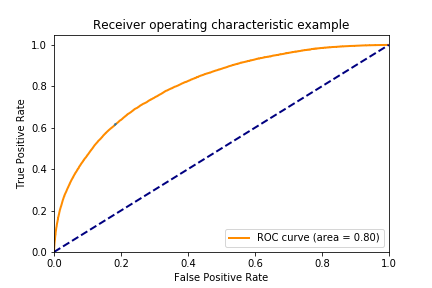 Receiver operating characteristic example
True Positive Rate
1.0
0.8
0.6
0.4
0.2
0.0
ROC curve (area = 0.80)
0.0 0.2 0.4 0.6 0.8 1.0
False Positive Rate